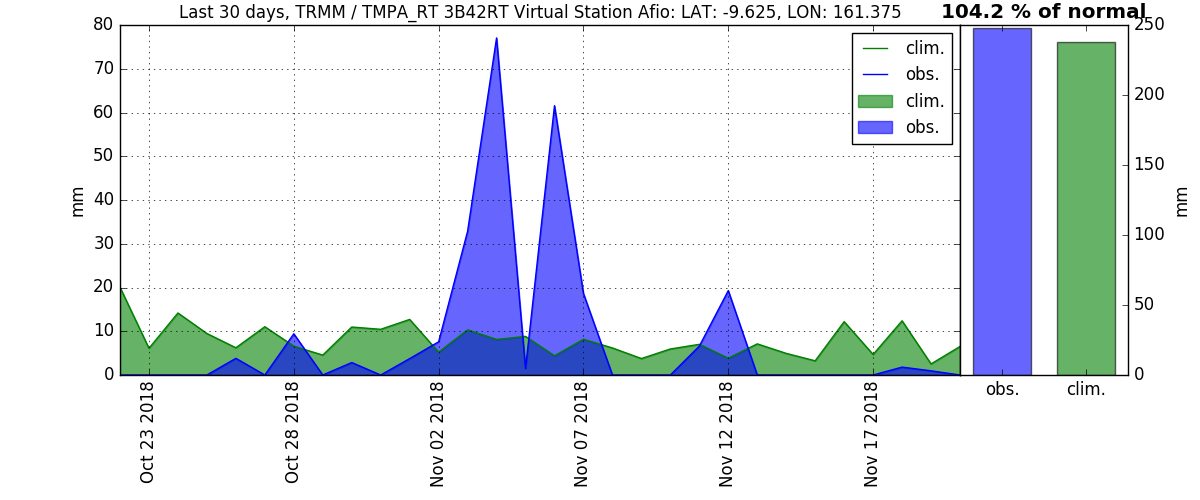 Last 30 days, TRMM / TMPA_RT 3B42RT Virtual Station Afio: LAT: -9.625, LON: 161.375
104.2 % of normal
80
70
60
50
40
30
20
10
0
mm
clim.
obs.
clim.
obs.
Oct 23 2018
Oct 28 2018
Nov 02 2018
Nov 07 2018
Nov 12 2018
Nov 17 2018
250
200
150
100
50
0
mm
obs.
clim.